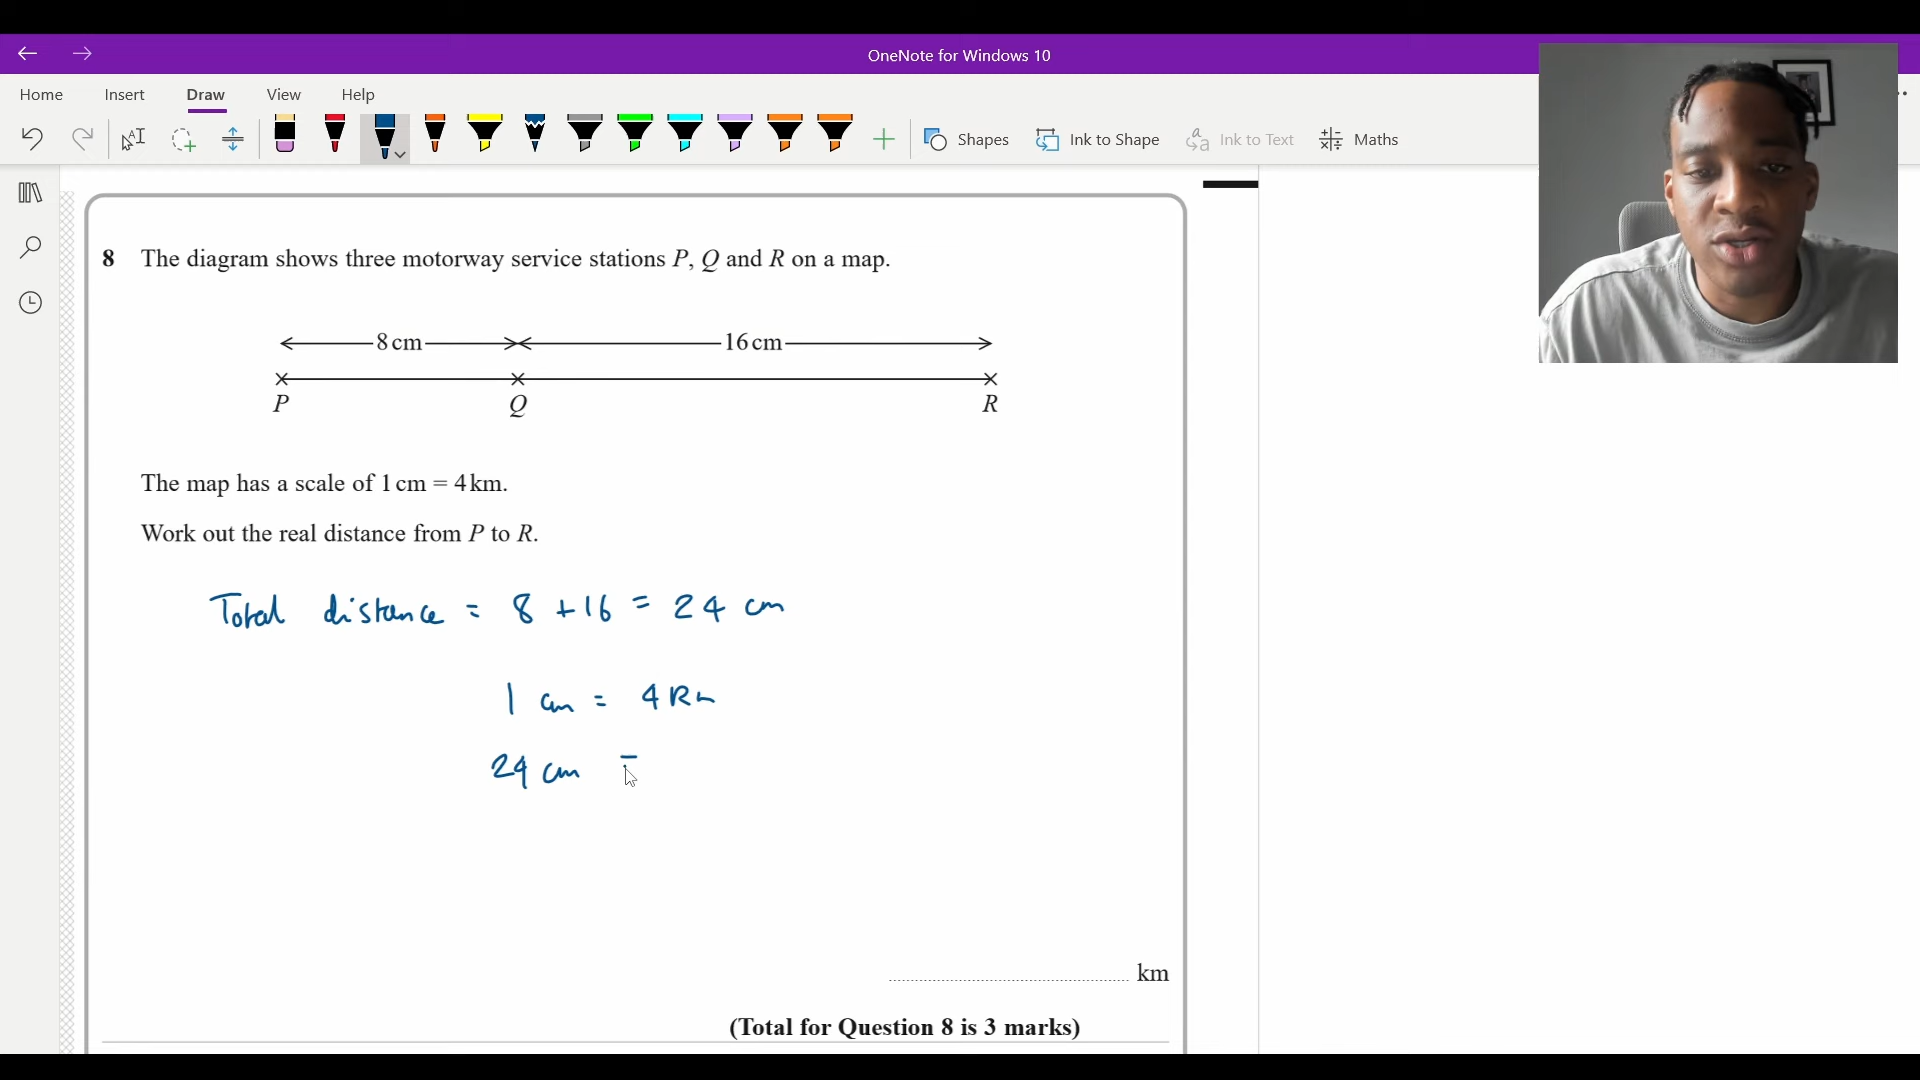 OneNote for Windows 10
Home Insert Draw View Help
Shapes Ink to Shape Ink to Text Maths
8 The diagram shows three motorway service stations P, Q and R on a map.
8 cm 16 cm
P Q R
The map has a scale of 1 cm = 4 km.
Work out the real distance from P to R.
Total distance = 8 + 16 = 24 cm
1 cm = 4 km
24 cm =
km
(Total for Question 8 is 3 marks)